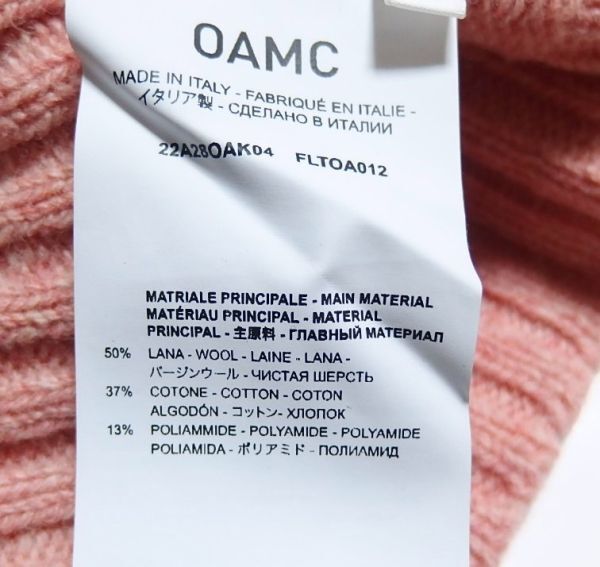 OAMC
MADE IN ITALY - FABRIQUÉ EN ITALIE -
イタリア製 - СДЕЛАНО В ИТАЛИИ
22A28OAK04 FLTOA012
MATRIALE PRINCIPALE - MAIN MATERIAL
MATÉRIAU PRINCIPAL - MATERIAL
PRINCIPAL - 主原料 - ГЛАВНЫЙ МАТЕРИАЛ
50% LANA - WOOL - LAINE - LANA -
バージンウール - ЧИСТАЯ ШЕРСТЬ
37% COTONE - COTTON - COTON
ALGODÓN - コットン- ХЛОПОК
13% POLIAMMIDE - POLYAMIDE - POLYAMIDE
POLIAMIDA - ポリアミド - ПОЛИАМИД